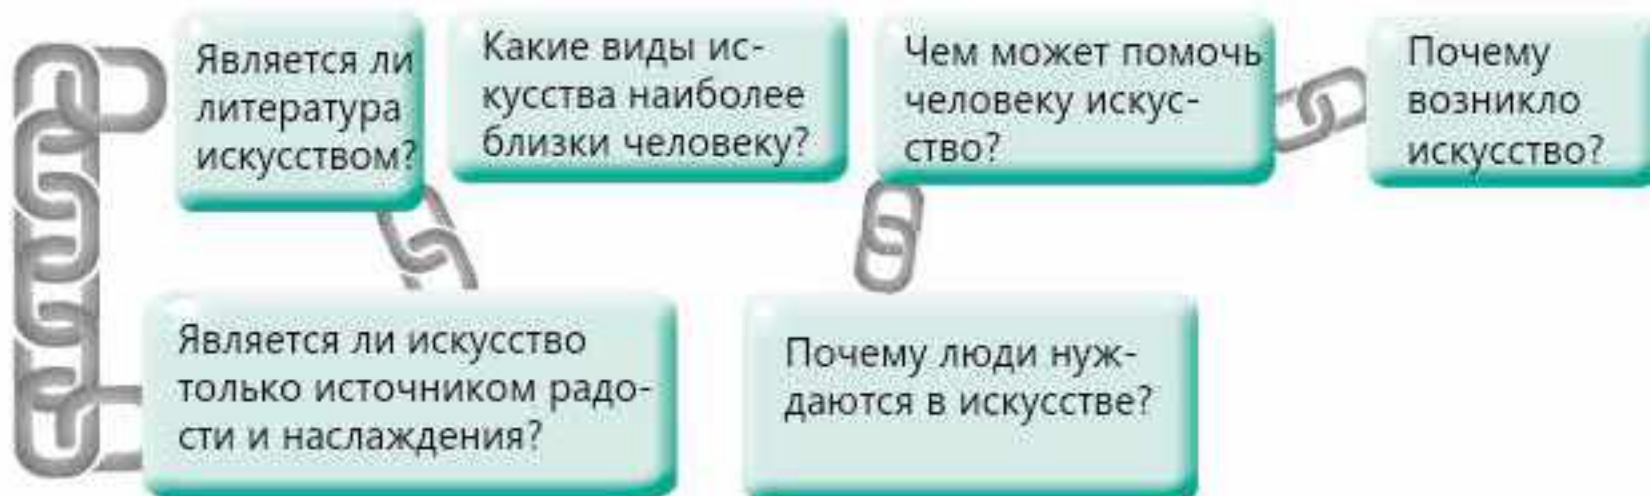 Является ли
литература
искусством?
Какие виды ис-
кусства наиболее
близки человеку?
Чем может помочь
человеку искус-
ство?
Почему
возникло
искусство?
Является ли искусство
только источником радо-
сти и наслаждения?
Почему люди нуж-
даются в искусстве?